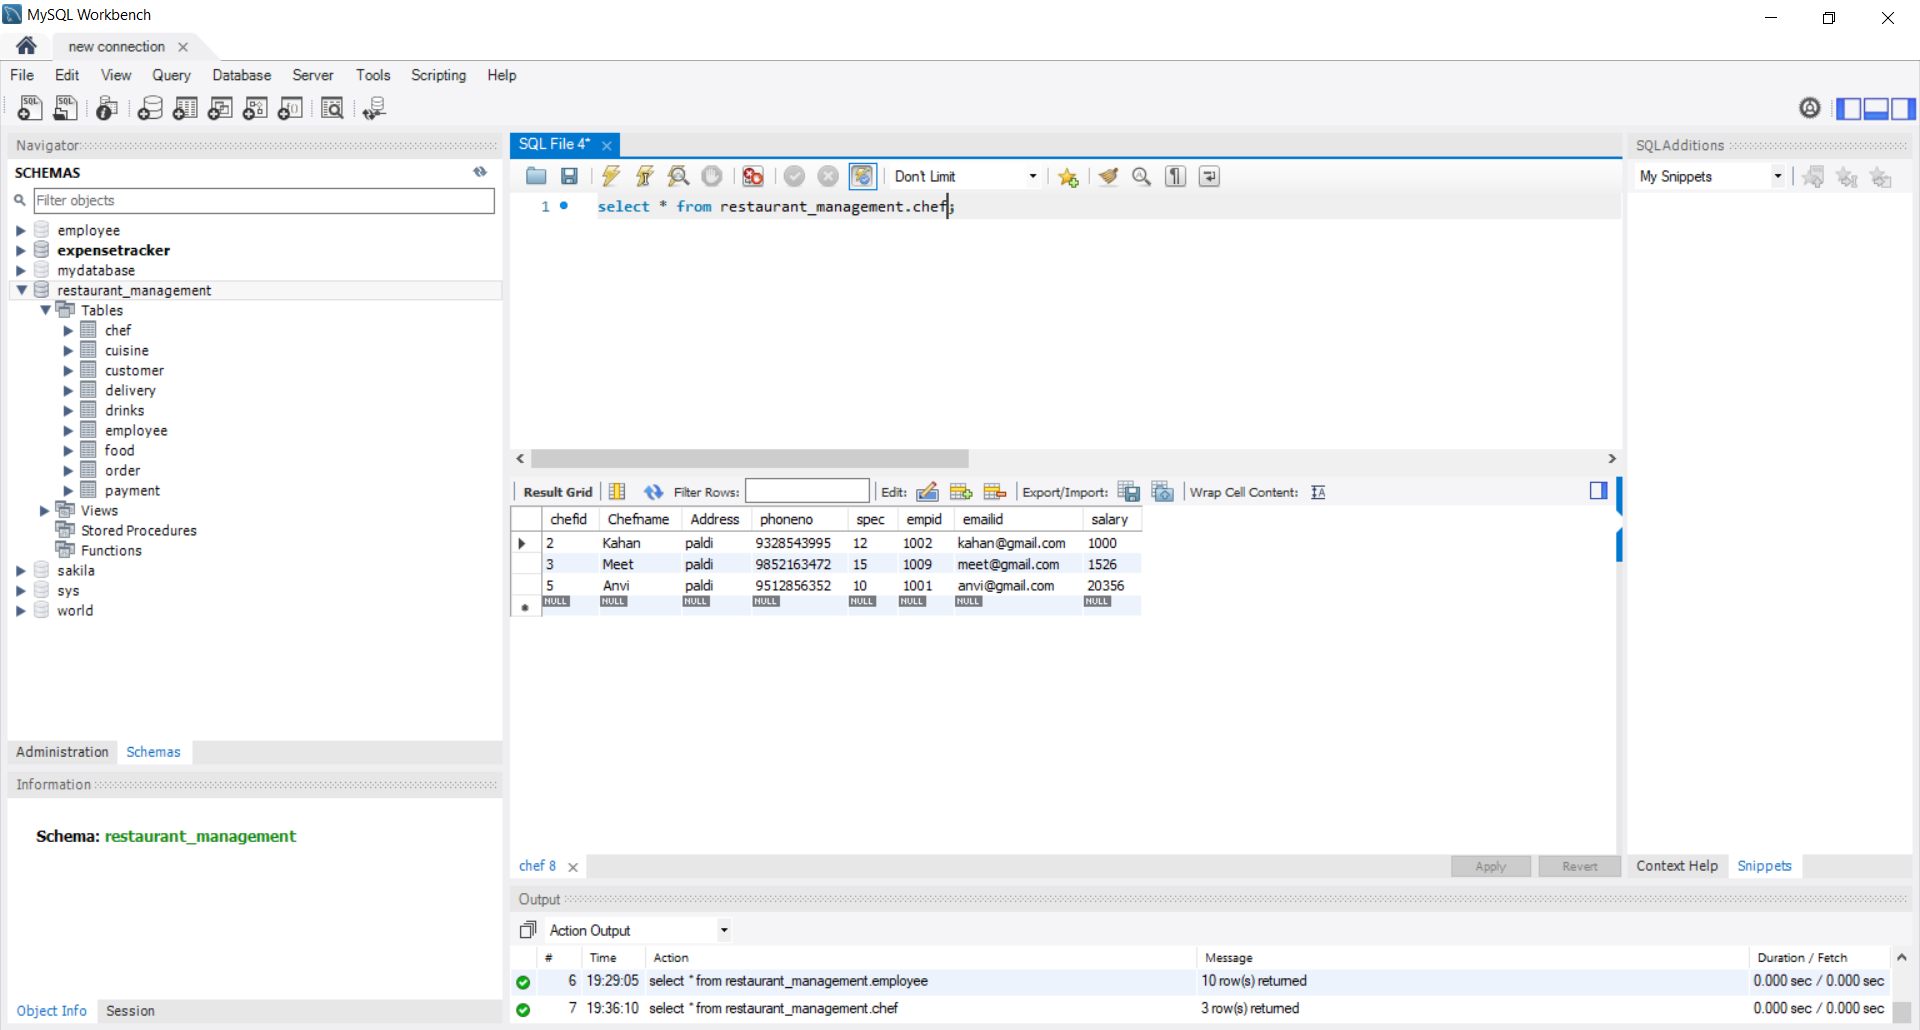 MySQL Workbench
new connection
File Edit View Query Database Server Tools Scripting Help
Navigator
SCHEMAS
Filter objects
employee
expensetracker
mydatabase
restaurant_management
Tables
chef
cuisine
customer
delivery
drinks
employee
food
order
payment
Views
Stored Procedures
Functions
sakila
sys
world
Administration Schemas
Information
Schema: restaurant_management
Object Info Session
SQL File 4*
Don't Limit
1 select * from restaurant_management.chef;
Result Grid Filter Rows: Edit: Export/Import: Wrap Cell Content:
chefid Chefname Address phoneno spec empid emailid salary
2 Kahan paldi 9328543995 12 1002 kahan@gmail.com 1000
3 Meet paldi 9852163472 15 1009 meet@gmail.com 1526
5 Anvi paldi 9512856352 10 1001 anvi@gmail.com 20356
NULL NULL NULL NULL NULL NULL NULL NULL
chef 8 Apply Revert
SQLAdditions
My Snippets
Context Help Snippets
Output
Action Output
# Time Action Message Duration / Fetch
6 19:29:05 select * from restaurant_management.employee 10 row(s) returned 0.000 sec / 0.000 sec
7 19:36:10 select * from restaurant_management.chef 3 row(s) returned 0.000 sec / 0.000 sec